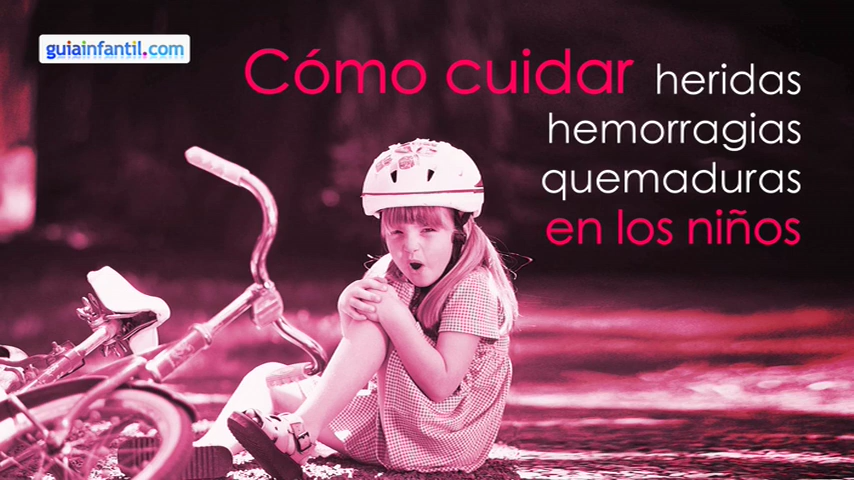 guiainfantil.com
Cómo cuidar heridas
hemorragias
quemaduras
en los niños